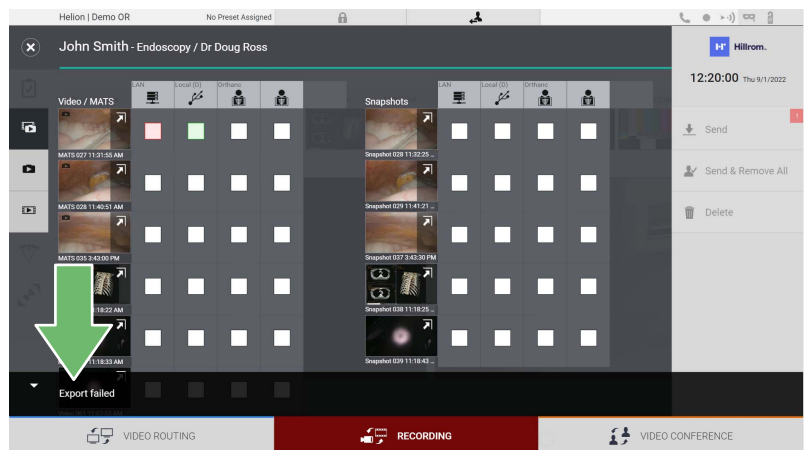 Helion | Demo OR
No Preset Assigned
John Smith - Endoscopy / Dr Doug Ross
Hillrom.
12:20:00 Thu 9/1/2022
Video / MATS
LAN
Local (D)
Orthanc
Snapshots
LAN
Local (D)
Orthanc
MATS 027 11:31:55 AM
Snapshot 028 11:32:25 ...
MATS 028 11:40:51 AM
Snapshot 029 11:41:21 ...
MATS 035 3:43:00 PM
Snapshot 037 3:43:30 PM
1:18:22 AM
Snapshot 038 11:18:25 ...
11:18:33 AM
Snapshot 039 11:18:43 ...
1
Send
Send & Remove All
Delete
Export failed
VIDEO ROUTING
RECORDING
VIDEO CONFERENCE